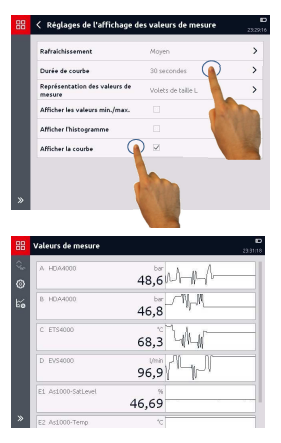 Réglages de l'affichage des valeurs de mesure
23:29:16
Rafraîchissement Moyen
Durée de courbe 30 secondes
Représentation des valeurs de mesure Volets de taille L
Afficher les valeurs min./max.
Afficher l'histogramme
Afficher la courbe
Valeurs de mesure
23:31:18
A HDA4000 bar
48,6
B HDA4000 bar
46,8
C ETS4000 °C
68,3
D EVS4000 l/min
96,9
E1 As1000-SatLevel %
46,69
E2 As1000-Temp °C